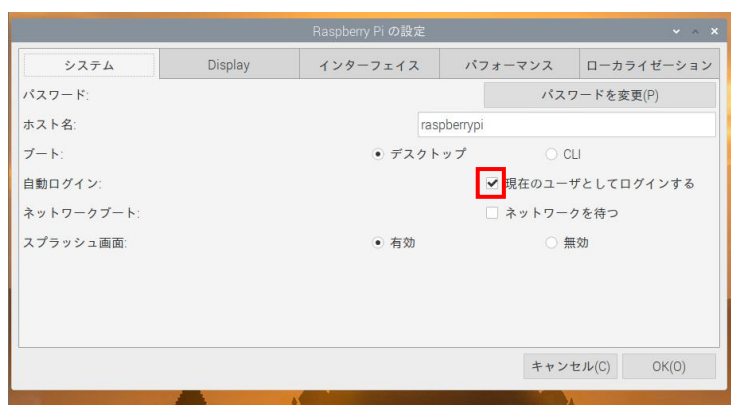 Raspberry Pi の設定
システム Display インターフェイス パフォーマンス ローカライゼーション
パスワード: パスワードを変更(P)
ホスト名: raspberrypi
ブート: デスクトップ CLI
自動ログイン: 現在のユーザとしてログインする
ネットワークブート: ネットワークを待つ
スプラッシュ画面: 有効 無効
キャンセル(C) OK(O)